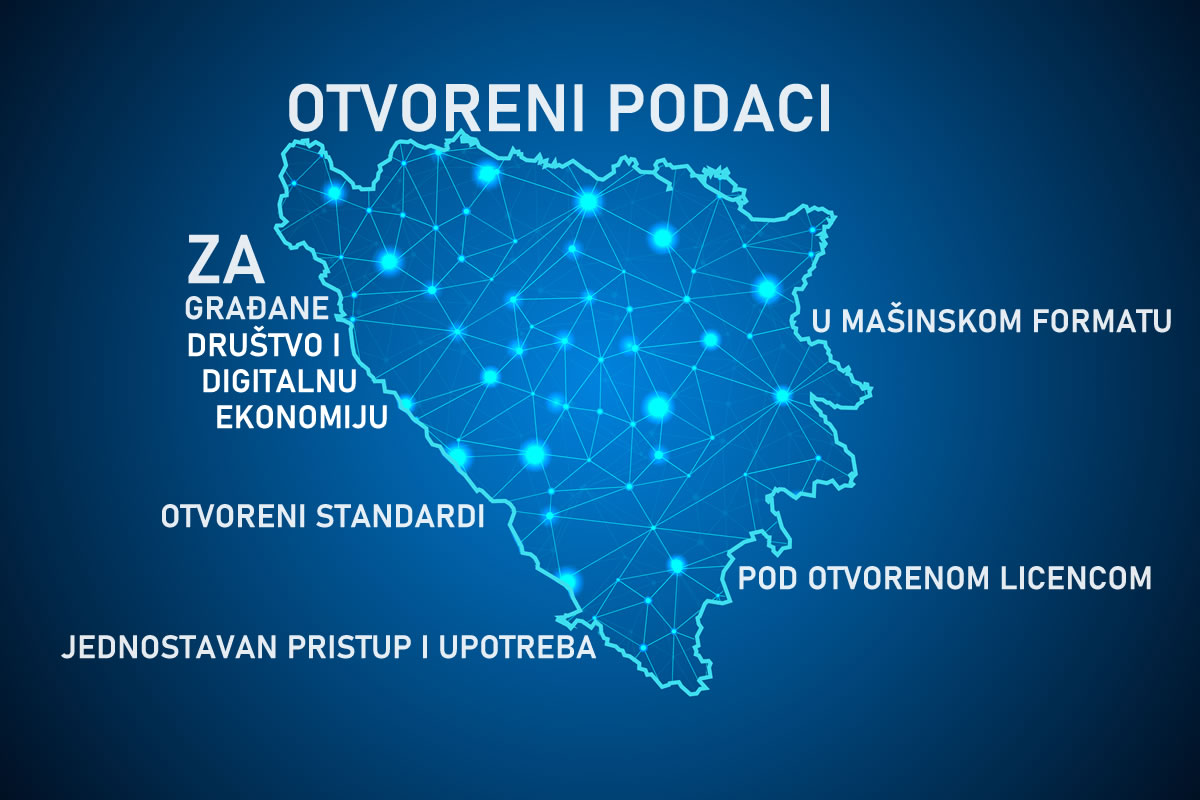 OTVORENI PODACI
ZA
GRAĐANE
DRUŠTVO I
DIGITALNU
EKONOMIJU
U MAŠINSKOM FORMATU
OTVORENI STANDARDI
POD OTVORENOM LICENCOM
JEDNOSTAVAN PRISTUP I UPOTREBA